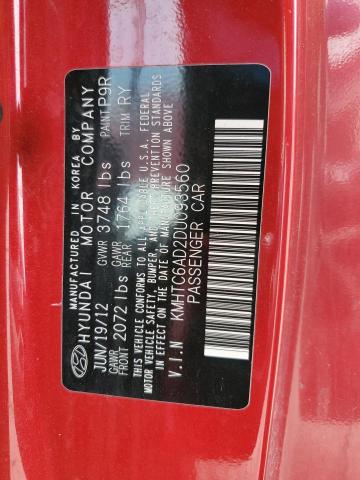 MANUFACTURED IN KOREA BY
HYUNDAI MOTOR COMPANY
JUN/19/12 GVWR 3748 lbs PAINT P9R
GAWR FRONT 2072 lbs GAWR REAR 1764 lbs TRIM RY
THIS VEHICLE CONFORMS TO ALL APPLICABLE U.S.A. FEDERAL
MOTOR VEHICLE SAFETY, BUMPER, AND THEFT PREVENTION STANDARDS
IN EFFECT ON THE DATE OF MANUFACTURE SHOWN ABOVE
V.I.N KMHTC6AD2DU093560
PASSENGER CAR